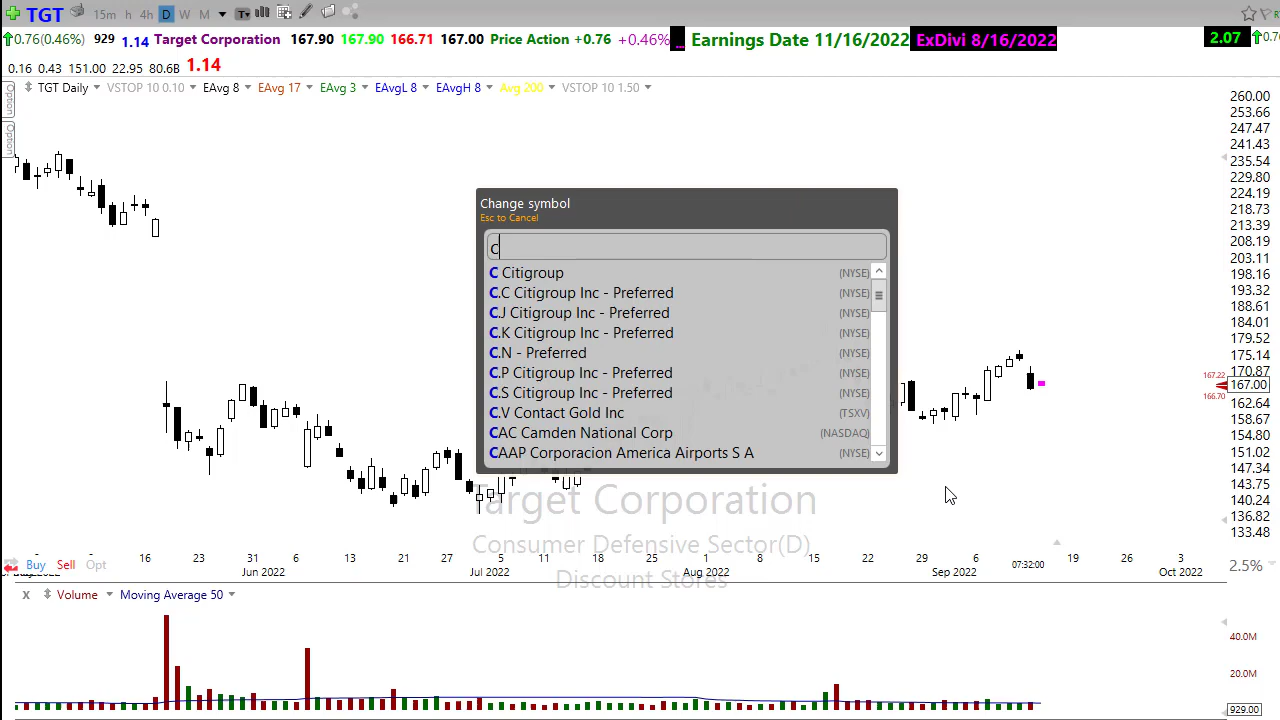 TGT 15m h 4h D W M
0.76(0.46%) 929 1.14 Target Corporation 167.90 167.90 166.71 167.00 Price Action +0.76 +0.46% ... Earnings Date 11/16/2022 ExDivi 8/16/2022 2.07
0.16 0.43 151.00 22.95 80.6B 1.14
Option
Option
TGT Daily VSTOP 10 0.10 EAvg 8 EAvg 17 EAvg 3 EAvgL 8 EAvgH 8 Avg 200 VSTOP 10 1.50
Change symbol
Esc to Cancel
C
C Citigroup (NYSE)
C.C Citigroup Inc - Preferred (NYSE)
C.J Citigroup Inc - Preferred (NYSE)
C.K Citigroup Inc - Preferred (NYSE)
C.N - Preferred (NYSE)
C.P Citigroup Inc - Preferred (NYSE)
C.S Citigroup Inc - Preferred (NYSE)
C.V Contact Gold Inc (TSXV)
CAC Camden National Corp (NASDAQ)
CAAP Corporacion America Airports S A (NYSE)
Target Corporation
Consumer Defensive Sector(D)
Discount Stores
260.00
253.66
247.47
241.43
235.54
229.80
224.19
218.73
213.39
208.19
203.11
198.16
193.32
188.61
184.01
179.52
175.14
170.87
167.22
167.00
166.70
162.64
158.67
154.80
151.02
147.34
143.75
140.24
136.82
133.48
16 23 31 6 13 21 27 5 11 18 25 1 8 15 22 29 6 19 26 3
Jun 2022 Jul 2022 Aug 2022 Sep 2022 07:32:00 Oct 2022
Buy Sell Opt 2.5%
x Volume Moving Average 50
40.0M
20.0M
929.00